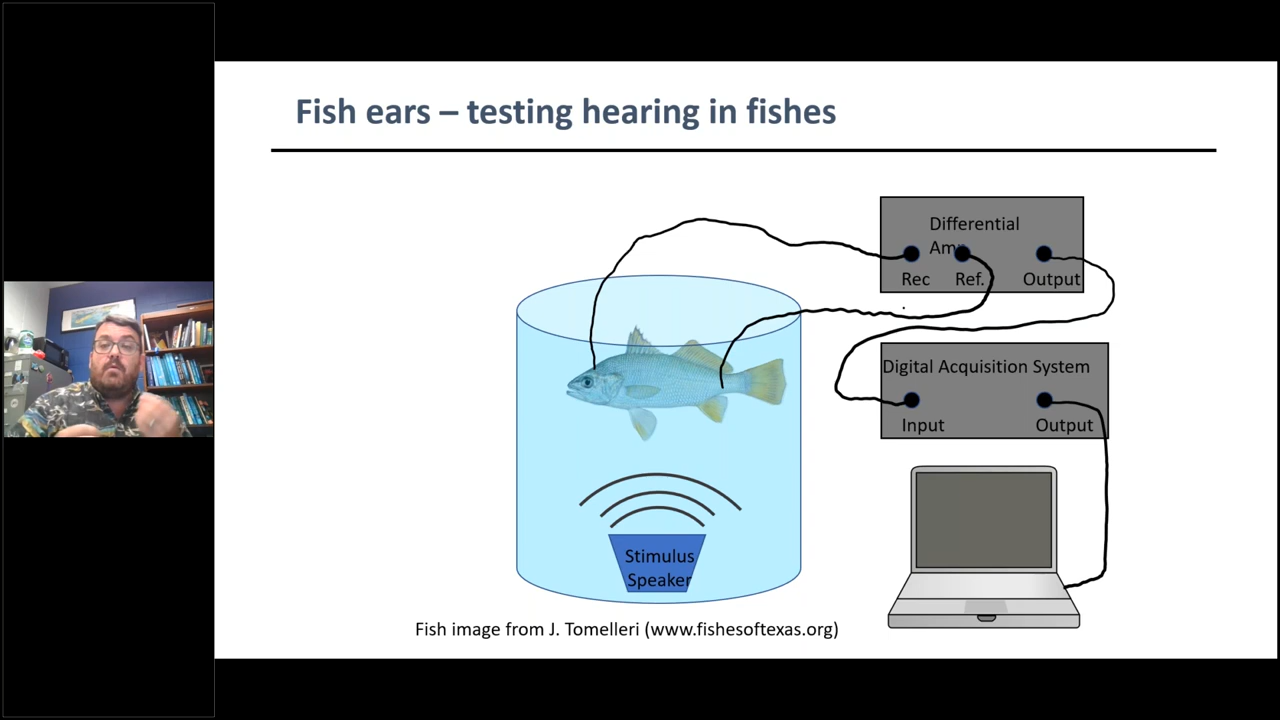 Fish ears – testing hearing in fishes
Differential
Rec
Ref.
Output
Digital Acquisition System
Input
Output
Stimulus
Speaker
Fish image from J. Tomelleri (www.fishesoftexas.org)